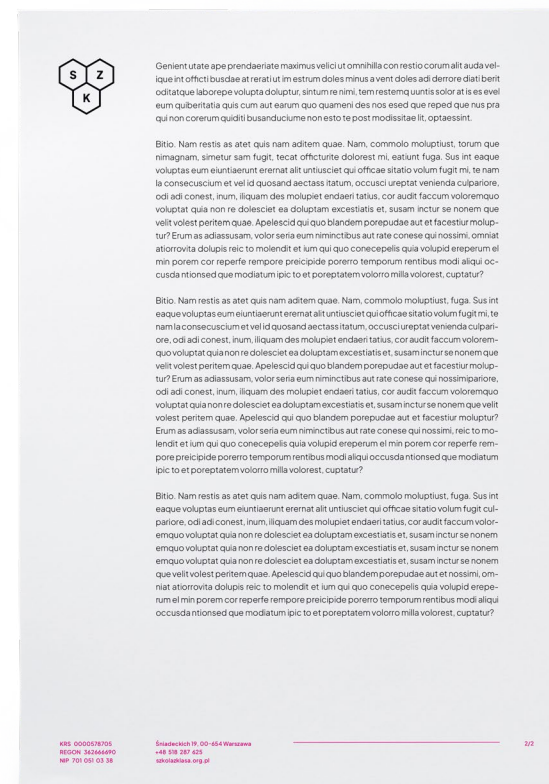 S Z
K
Genient utate ape prendaeriate maximus velici ut omnihilla con restio corum alit auda vel-
ique int officti busdae at rerati ut im estrum doles minus a vent doles adi derrore diati berit
oditatque laborepe volupta doluptur, sintum re nimi, tem restemq uuntis solor at is es evel
eum quiberitatia quis cum aut earum quo quameni des nos esed que reped que nus pra
qui non corerum quiditi busanduciume non esto te post modissitae lit, optaessint.
Bitio. Nam restis as atet quis nam aditem quae. Nam, commolo moluptiust, torum que
nimagnam, simetur sam fugit, tecat officturite dolorest mi, eatiunt fuga. Sus int eaque
voluptas eum eiuntiaerunt erernat alit untiusciet qui officae sitatio volum fugit mi, te nam
la consecuscium et vel id quosand aectass itatum, occusci ureptat venienda culpariore,
odi adi conest, inum, iliquam des molupiet endaeri tatius, cor audit faccum voloremquo
voluptat quia non re dolesciet ea doluptam excestiatis et, susam inctur se nonem que
velit volest peritem quae. Apelescid qui quo blandem porepudae aut et facestiur molup-
tur? Erum as adiassusam, volor seria eum niminctibus aut rate conese qui nossimi, omniat
atiorrovita dolupis reic to molendit et ium qui quo conecepelis quia volupid ereperum el
min porem cor reperfe rempore preicipide porerro temporum rentibus modi aliqui oc-
cusda ntionsed que modiatum ipic to et poreptatem volorro milla volorest, cuptatur?
Bitio. Nam restis as atet quis nam aditem quae. Nam, commolo moluptiust, fuga. Sus int
eaque voluptas eum eiuntiaerunt erernat alit untiusciet qui officae sitatio volum fugit mi, te
nam la consecuscium et vel id quosand aectass itatum, occusci ureptat venienda culpari-
ore, odi adi conest, inum, iliquam des molupiet endaeri tatius, cor audit faccum volorem-
quo voluptat quia non re dolesciet ea doluptam excestiatis et, susam inctur se nonem que
velit volest peritem quae. Apelescid qui quo blandem porepudae aut et facestiur molup-
tur? Erum as adiassusam, volor seria eum niminctibus aut rate conese qui nossimipariore,
odi adi conest, inum, iliquam des molupiet endaeri tatius, cor audit faccum voloremquo
voluptat quia non re dolesciet ea doluptam excestiatis et, susam inctur se nonem que velit
volest peritem quae. Apelescid qui quo blandem porepudae aut et facestiur moluptur?
Erum as adiassusam, volor seria eum niminctibus aut rate conese qui nossimi, reic to mo-
lendit et ium qui quo conecepelis quia volupid ereperum el min porem cor reperfe rem-
pore preicipide porerro temporum rentibus modi aliqui occusda ntionsed que modiatum
ipic to et poreptatem volorro milla volorest, cuptatur?
Bitio. Nam restis as atet quis nam aditem quae. Nam, commolo moluptiust, fuga. Sus int
eaque voluptas eum eiuntiaerunt erernat alit untiusciet qui officae sitatio volum fugit cul-
pariore, odi adi conest, inum, iliquam des molupiet endaeri tatius, cor audit faccum volor-
emquo voluptat quia non re dolesciet ea doluptam excestiatis et, susam inctur se nonem
emquo voluptat quia non re dolesciet ea doluptam excestiatis et, susam inctur se nonem
emquo voluptat quia non re dolesciet ea doluptam excestiatis et, susam inctur se nonem
que velit volest peritem quae. Apelescid qui quo blandem porepudae aut et nossimi, om-
niat atiorrovita dolupis reic to molendit et ium qui quo conecepelis quia volupid erepe-
rum el min porem cor reperfe rempore preicipide porerro temporum rentibus modi aliqui
occusda ntionsed que modiatum ipic to et poreptatem volorro milla volorest, cuptatur?
KRS 0000578705
REGON 362666690
NIP 701 051 03 38
Śniadeckich 19, 00-654 Warszawa
+48 518 287 625
szkolazklasa.org.pl
2/2